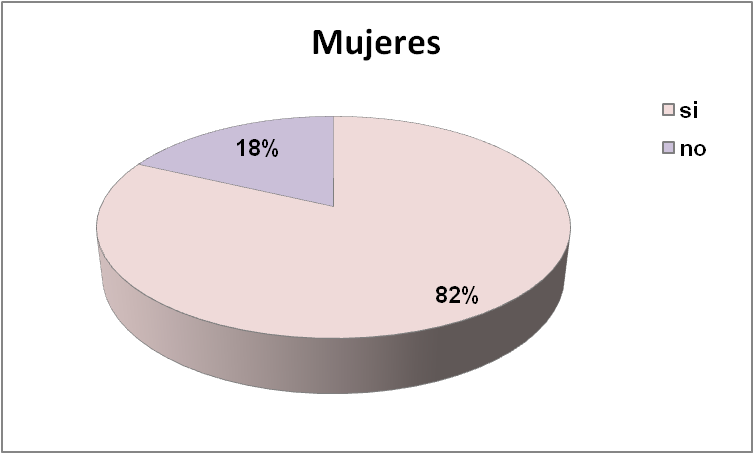 Mujeres
si
no
18%
82%